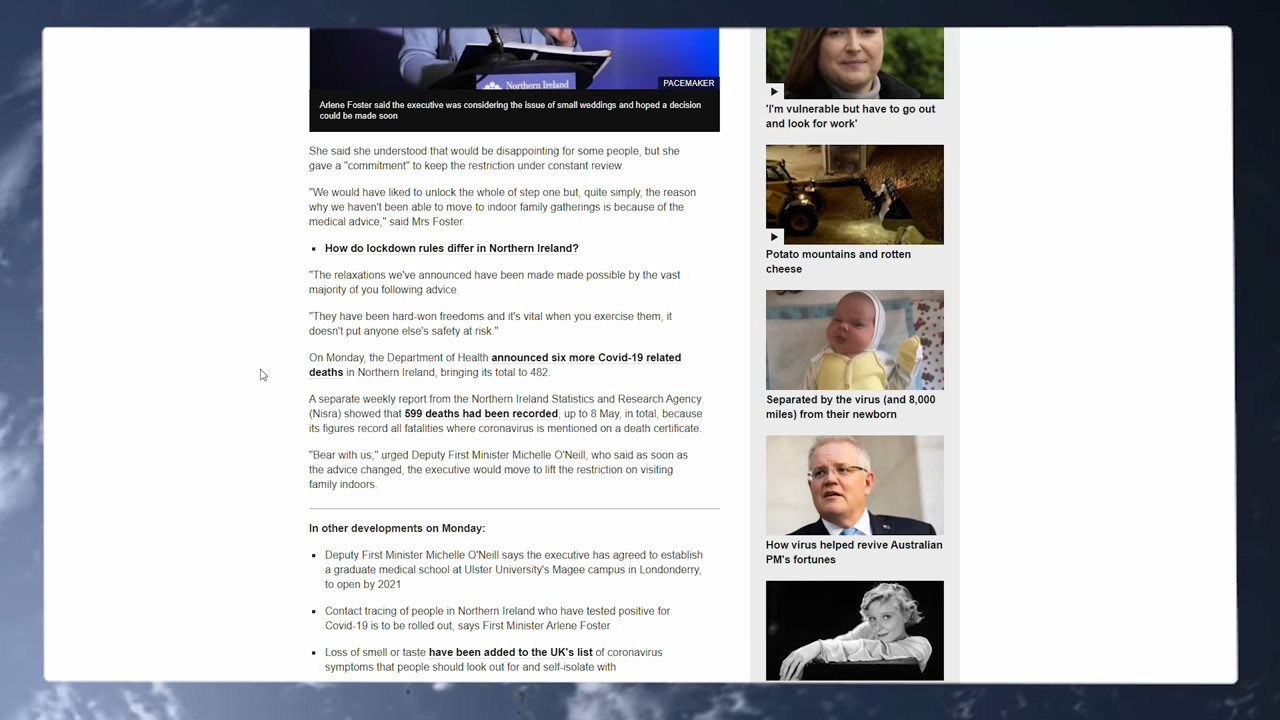 Northern Ireland
PACEMAKER
Arlene Foster said the executive was considering the issue of small weddings and hoped a decision
could be made soon
She said she understood that would be disappointing for some people, but she
gave a "commitment" to keep the restriction under constant review.
"We would have liked to unlock the whole of step one but, quite simply, the reason
why we haven't been able to move to indoor family gatherings is because of the
medical advice," said Mrs Foster.
How do lockdown rules differ in Northern Ireland?
"The relaxations we've announced have been made made possible by the vast
majority of you following advice.
"They have been hard-won freedoms and it's vital when you exercise them, it
doesn't put anyone else's safety at risk."
On Monday, the Department of Health announced six more Covid-19 related
deaths in Northern Ireland, bringing its total to 482.
A separate weekly report from the Northern Ireland Statistics and Research Agency
(Nisra) showed that 599 deaths had been recorded, up to 8 May, in total, because
its figures record all fatalities where coronavirus is mentioned on a death certificate.
"Bear with us," urged Deputy First Minister Michelle O'Neill, who said as soon as
the advice changed, the executive would move to lift the restriction on visiting
family indoors.
In other developments on Monday:
Deputy First Minister Michelle O'Neill says the executive has agreed to establish
a graduate medical school at Ulster University's Magee campus in Londonderry,
to open by 2021
Contact tracing of people in Northern Ireland who have tested positive for
Covid-19 is to be rolled out, says First Minister Arlene Foster
Loss of smell or taste have been added to the UK's list of coronavirus
symptoms that people should look out for and self-isolate with
'I'm vulnerable but have to go out
and look for work'
Potato mountains and rotten
cheese
Separated by the virus (and 8,000
miles) from their newborn
How virus helped revive Australian
PM's fortunes